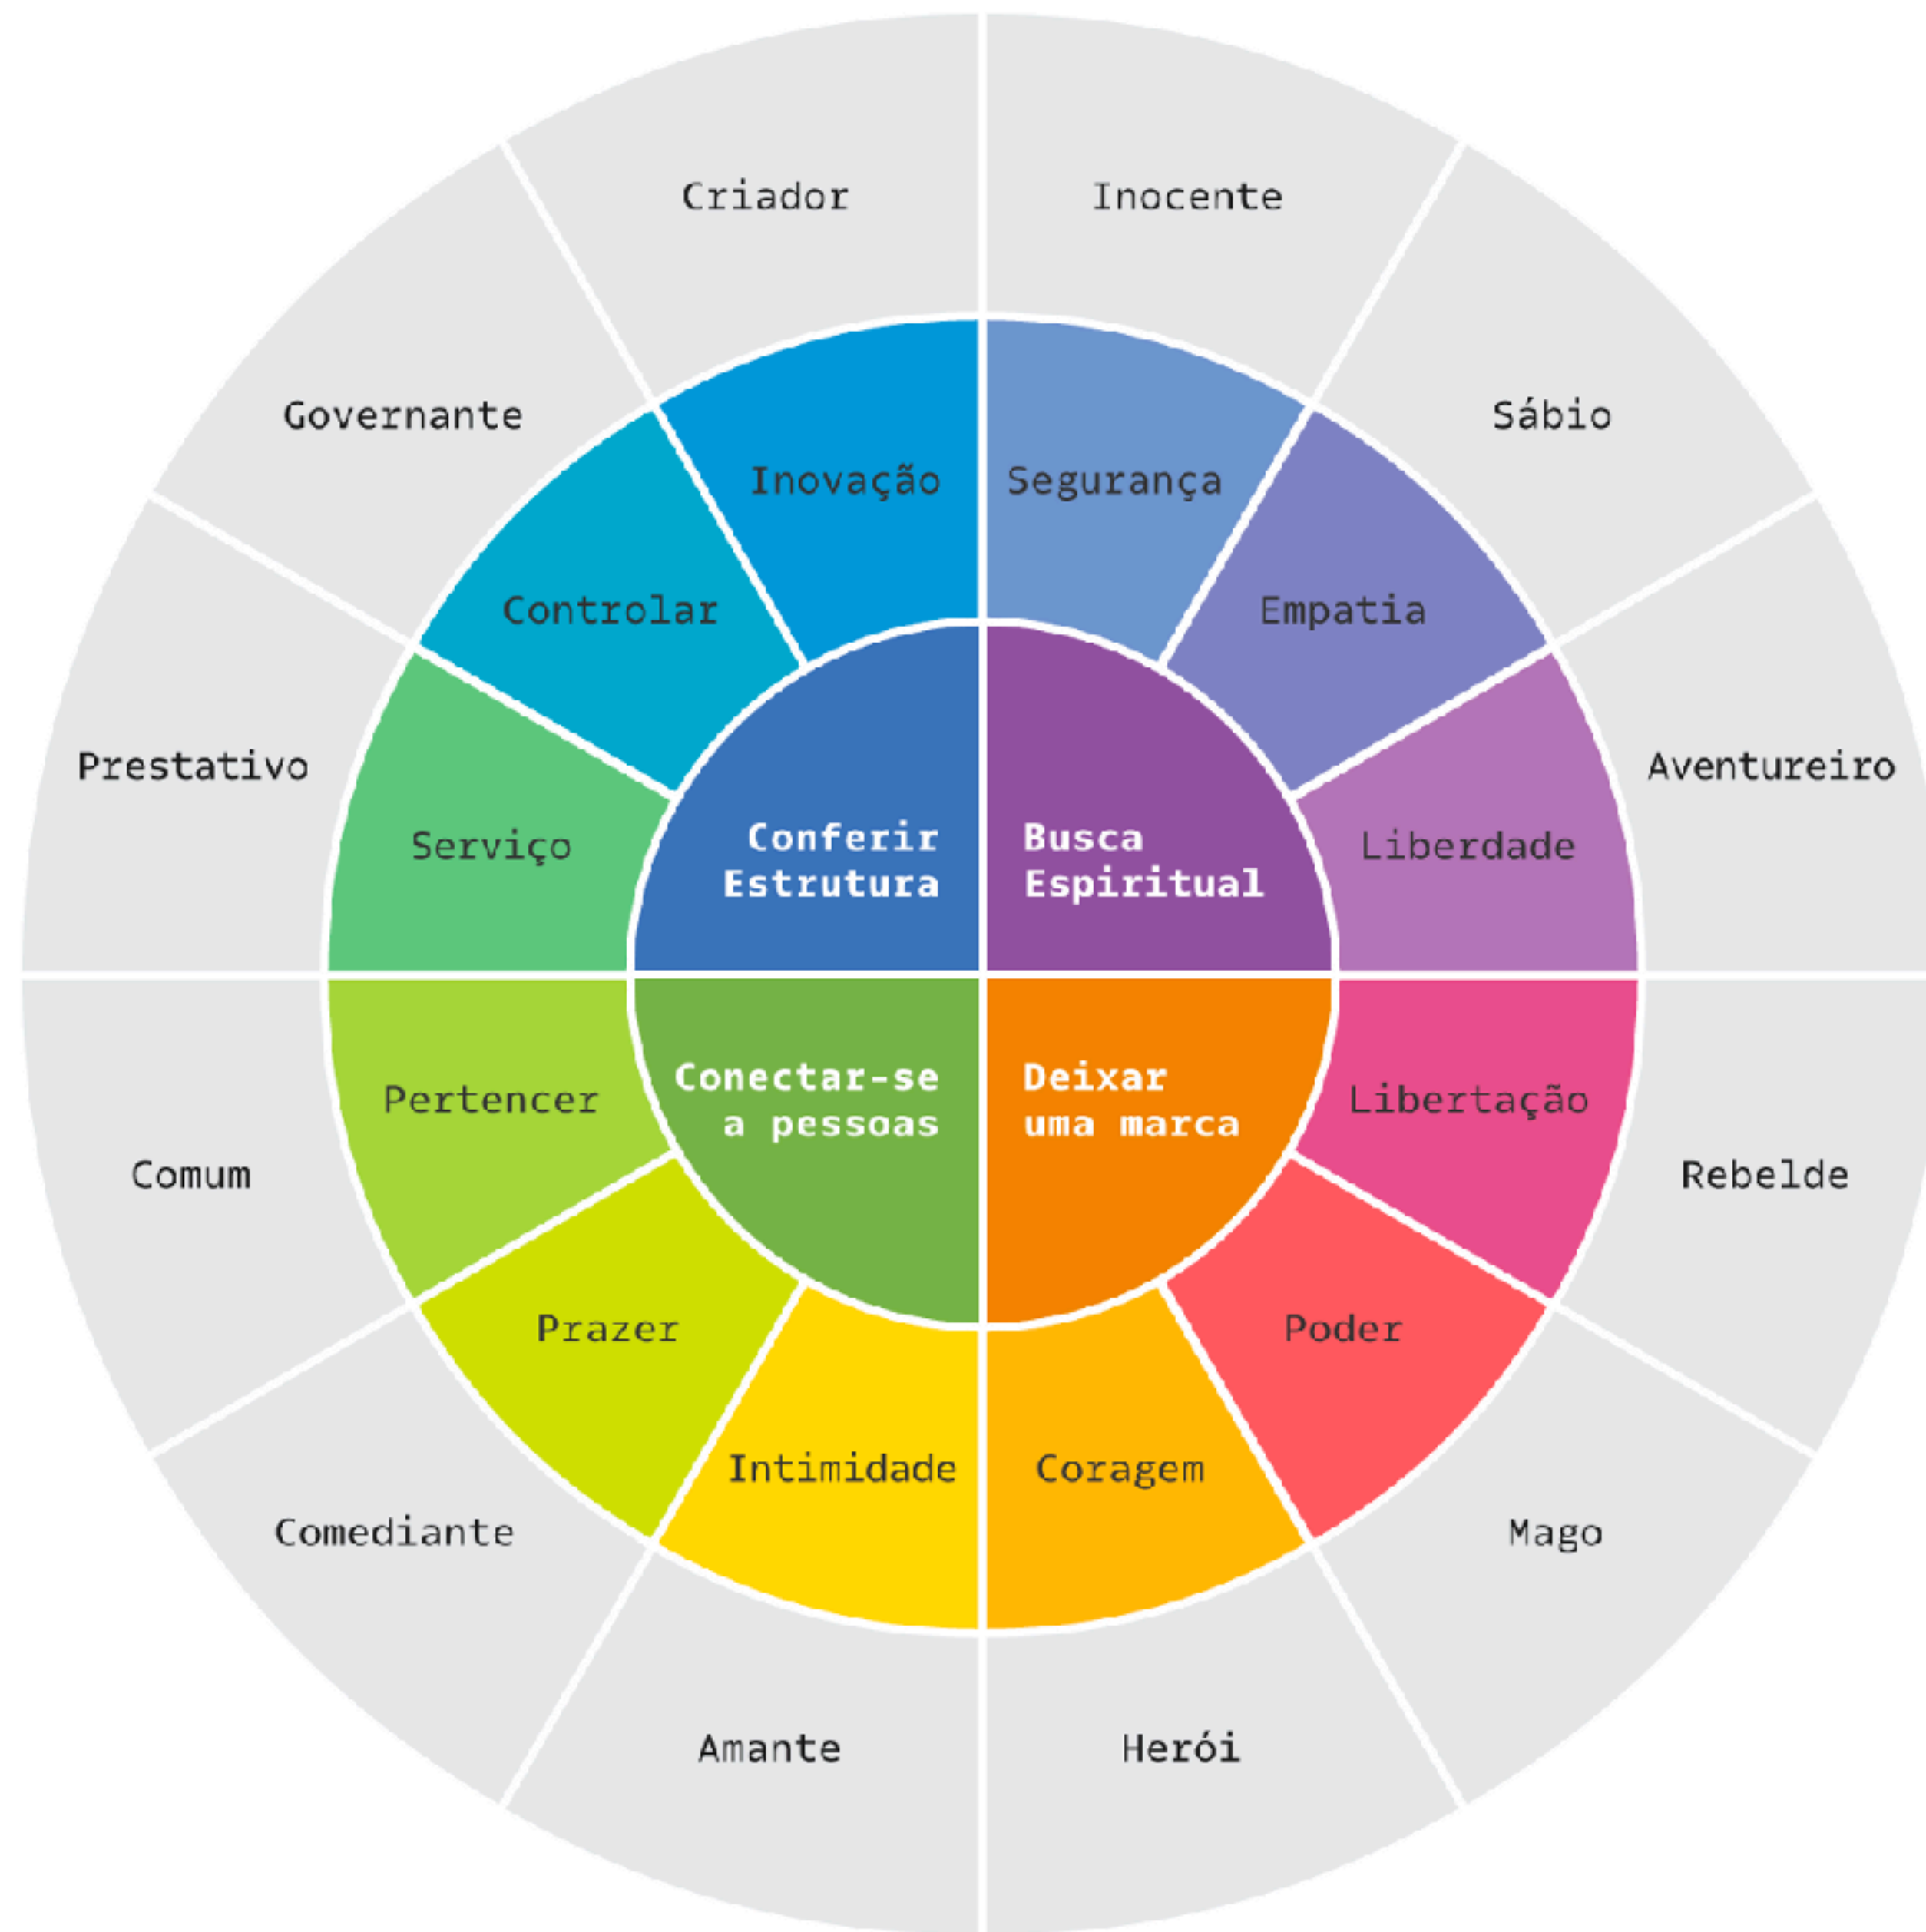 Criador
Inocente
Governante
Sábio
Inovação
Segurança
Controlar
Empatia
Prestativo
Aventureiro
Serviço
Liberdade
Conferir
Estrutura
Busca
Espiritual
Conectar-se
a pessoas
Deixar
uma marca
Pertencer
Libertação
Comum
Rebelde
Prazer
Poder
Intimidade
Coragem
Comediante
Mago
Amante
Herói